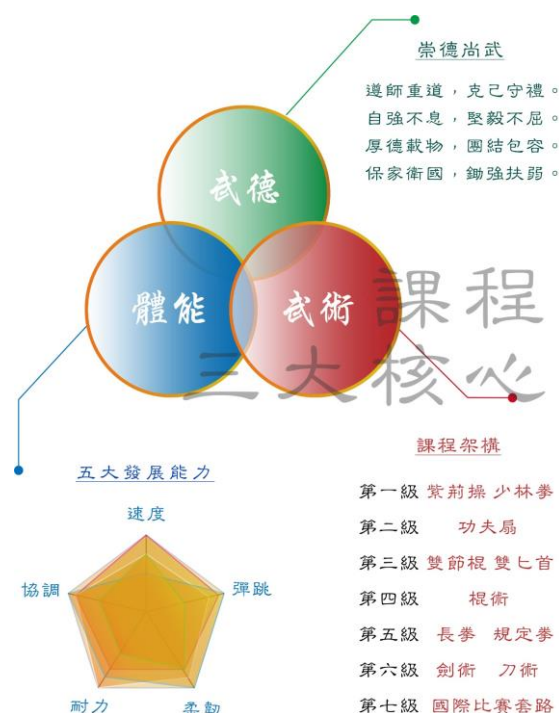 崇德尚武
遵師重道，克己守禮。
自強不息，堅毅不屈。
厚德載物，團結包容。
保家衛國，鋤強扶弱。
武德
體能
武術
課程
三大核心
五大發展能力
速度
協調
彈跳
耐力
柔韌
課程架構
第一級 紫荊操 少林拳
第二級 功夫扇
第三級 雙節棍 雙匕首
第四級 棍術
第五級 長拳 規定拳
第六級 劍術 刀術
第七級 國際比賽套路